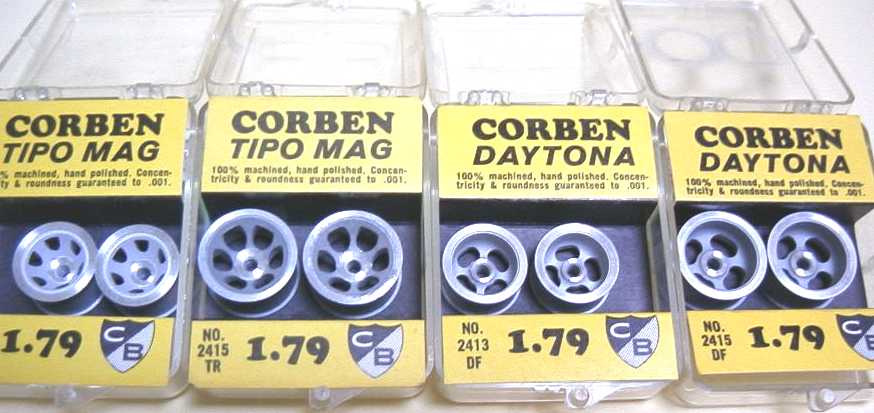 CORBEN
TIPO MAG
% machined, hand polished. Concen-
ity & roundness guaranteed to .001.
1.79
CB
CORBEN
TIPO MAG
100% machined, hand polished. Concen-
tricity & roundness guaranteed to .001.
NO.
2415
TR
1.79
CB
CORBEN
DAYTONA
100% machined, hand polished. Concen-
tricity & roundness guaranteed to .001.
NO.
2413
DF
1.79
CB
CORBEN
DAYTONA
100% machined, hand polished. Concen-
tricity & roundness guaranteed to .001.
NO.
2415
DF
1.79
CB